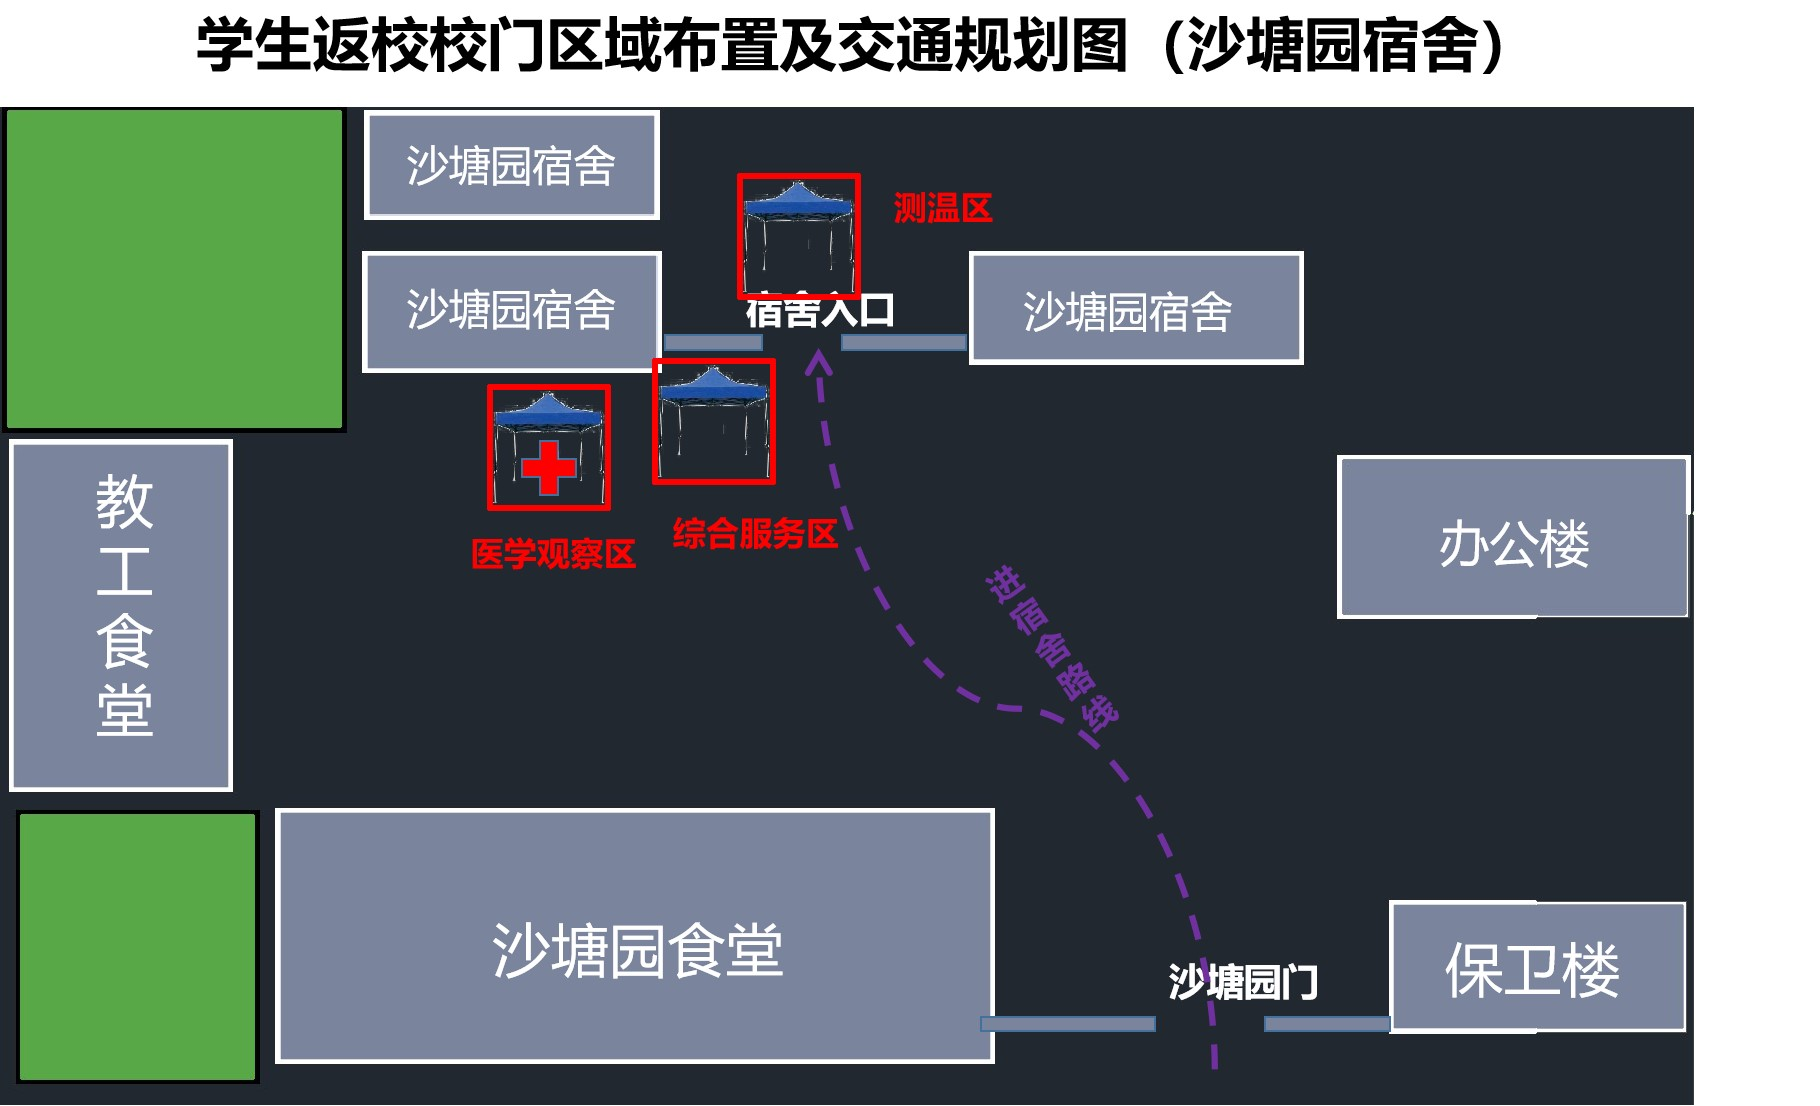 学生返校校门区域布置及交通规划图（沙塘园宿舍）
沙塘园宿舍
测温区
沙塘园宿舍
宿舍入口
沙塘园宿舍
医学观察区
综合服务区
教工食堂
办公楼
进宿舍路线
沙塘园食堂
沙塘园门
保卫楼